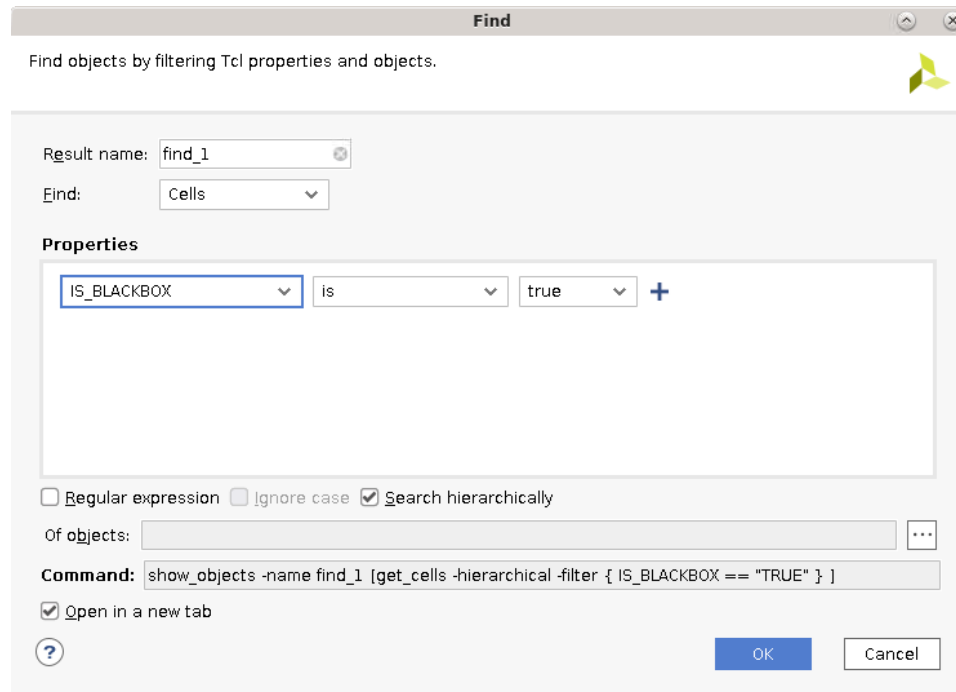 Find
Find objects by filtering Tcl properties and objects.
Result name: find_1
Find: Cells
Properties
IS_BLACKBOX is true +
Regular expression Ignore case Search hierarchically
Of objects: ...
Command: show_objects -name find_1 [get_cells -hierarchical -filter { IS_BLACKBOX == "TRUE" } ]
Open in a new tab
? OK Cancel